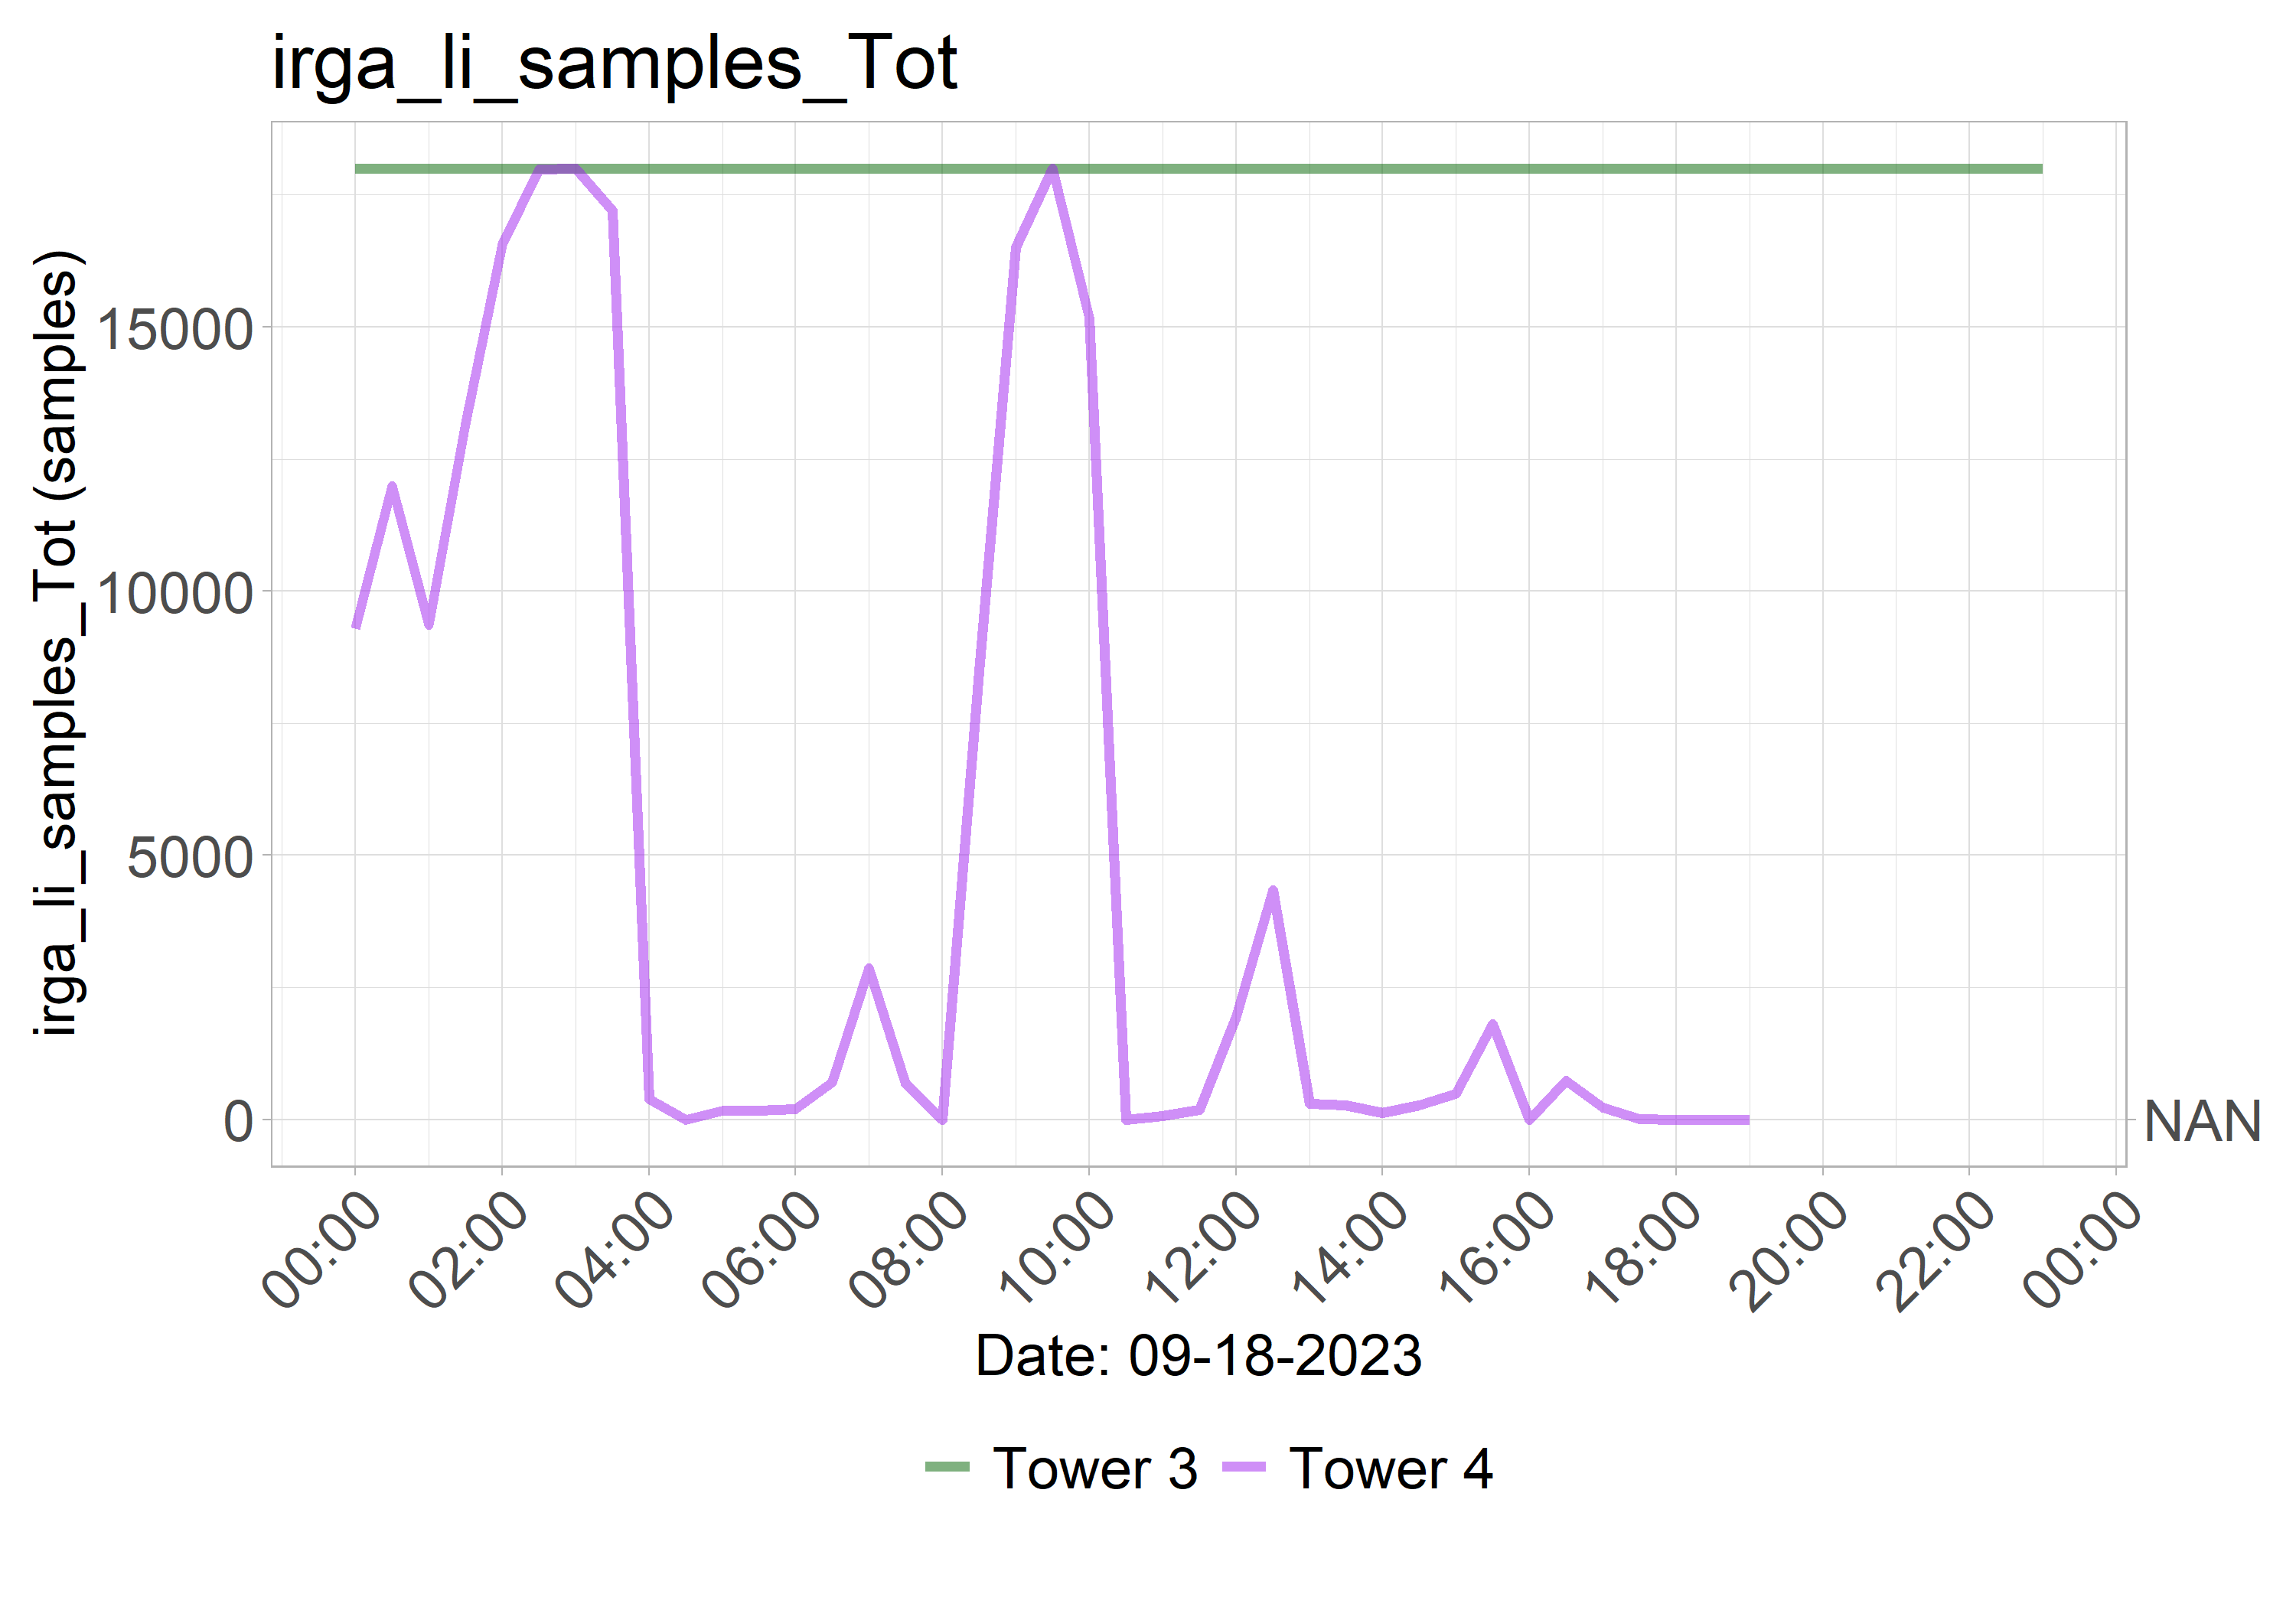 irga_li_samples_Tot
irga_li_samples_Tot (samples)
15000
10000
5000
0
NAN
00:00
02:00
04:00
06:00
08:00
10:00
12:00
14:00
16:00
18:00
20:00
22:00
00:00
Date: 09-18-2023
Tower 3
Tower 4